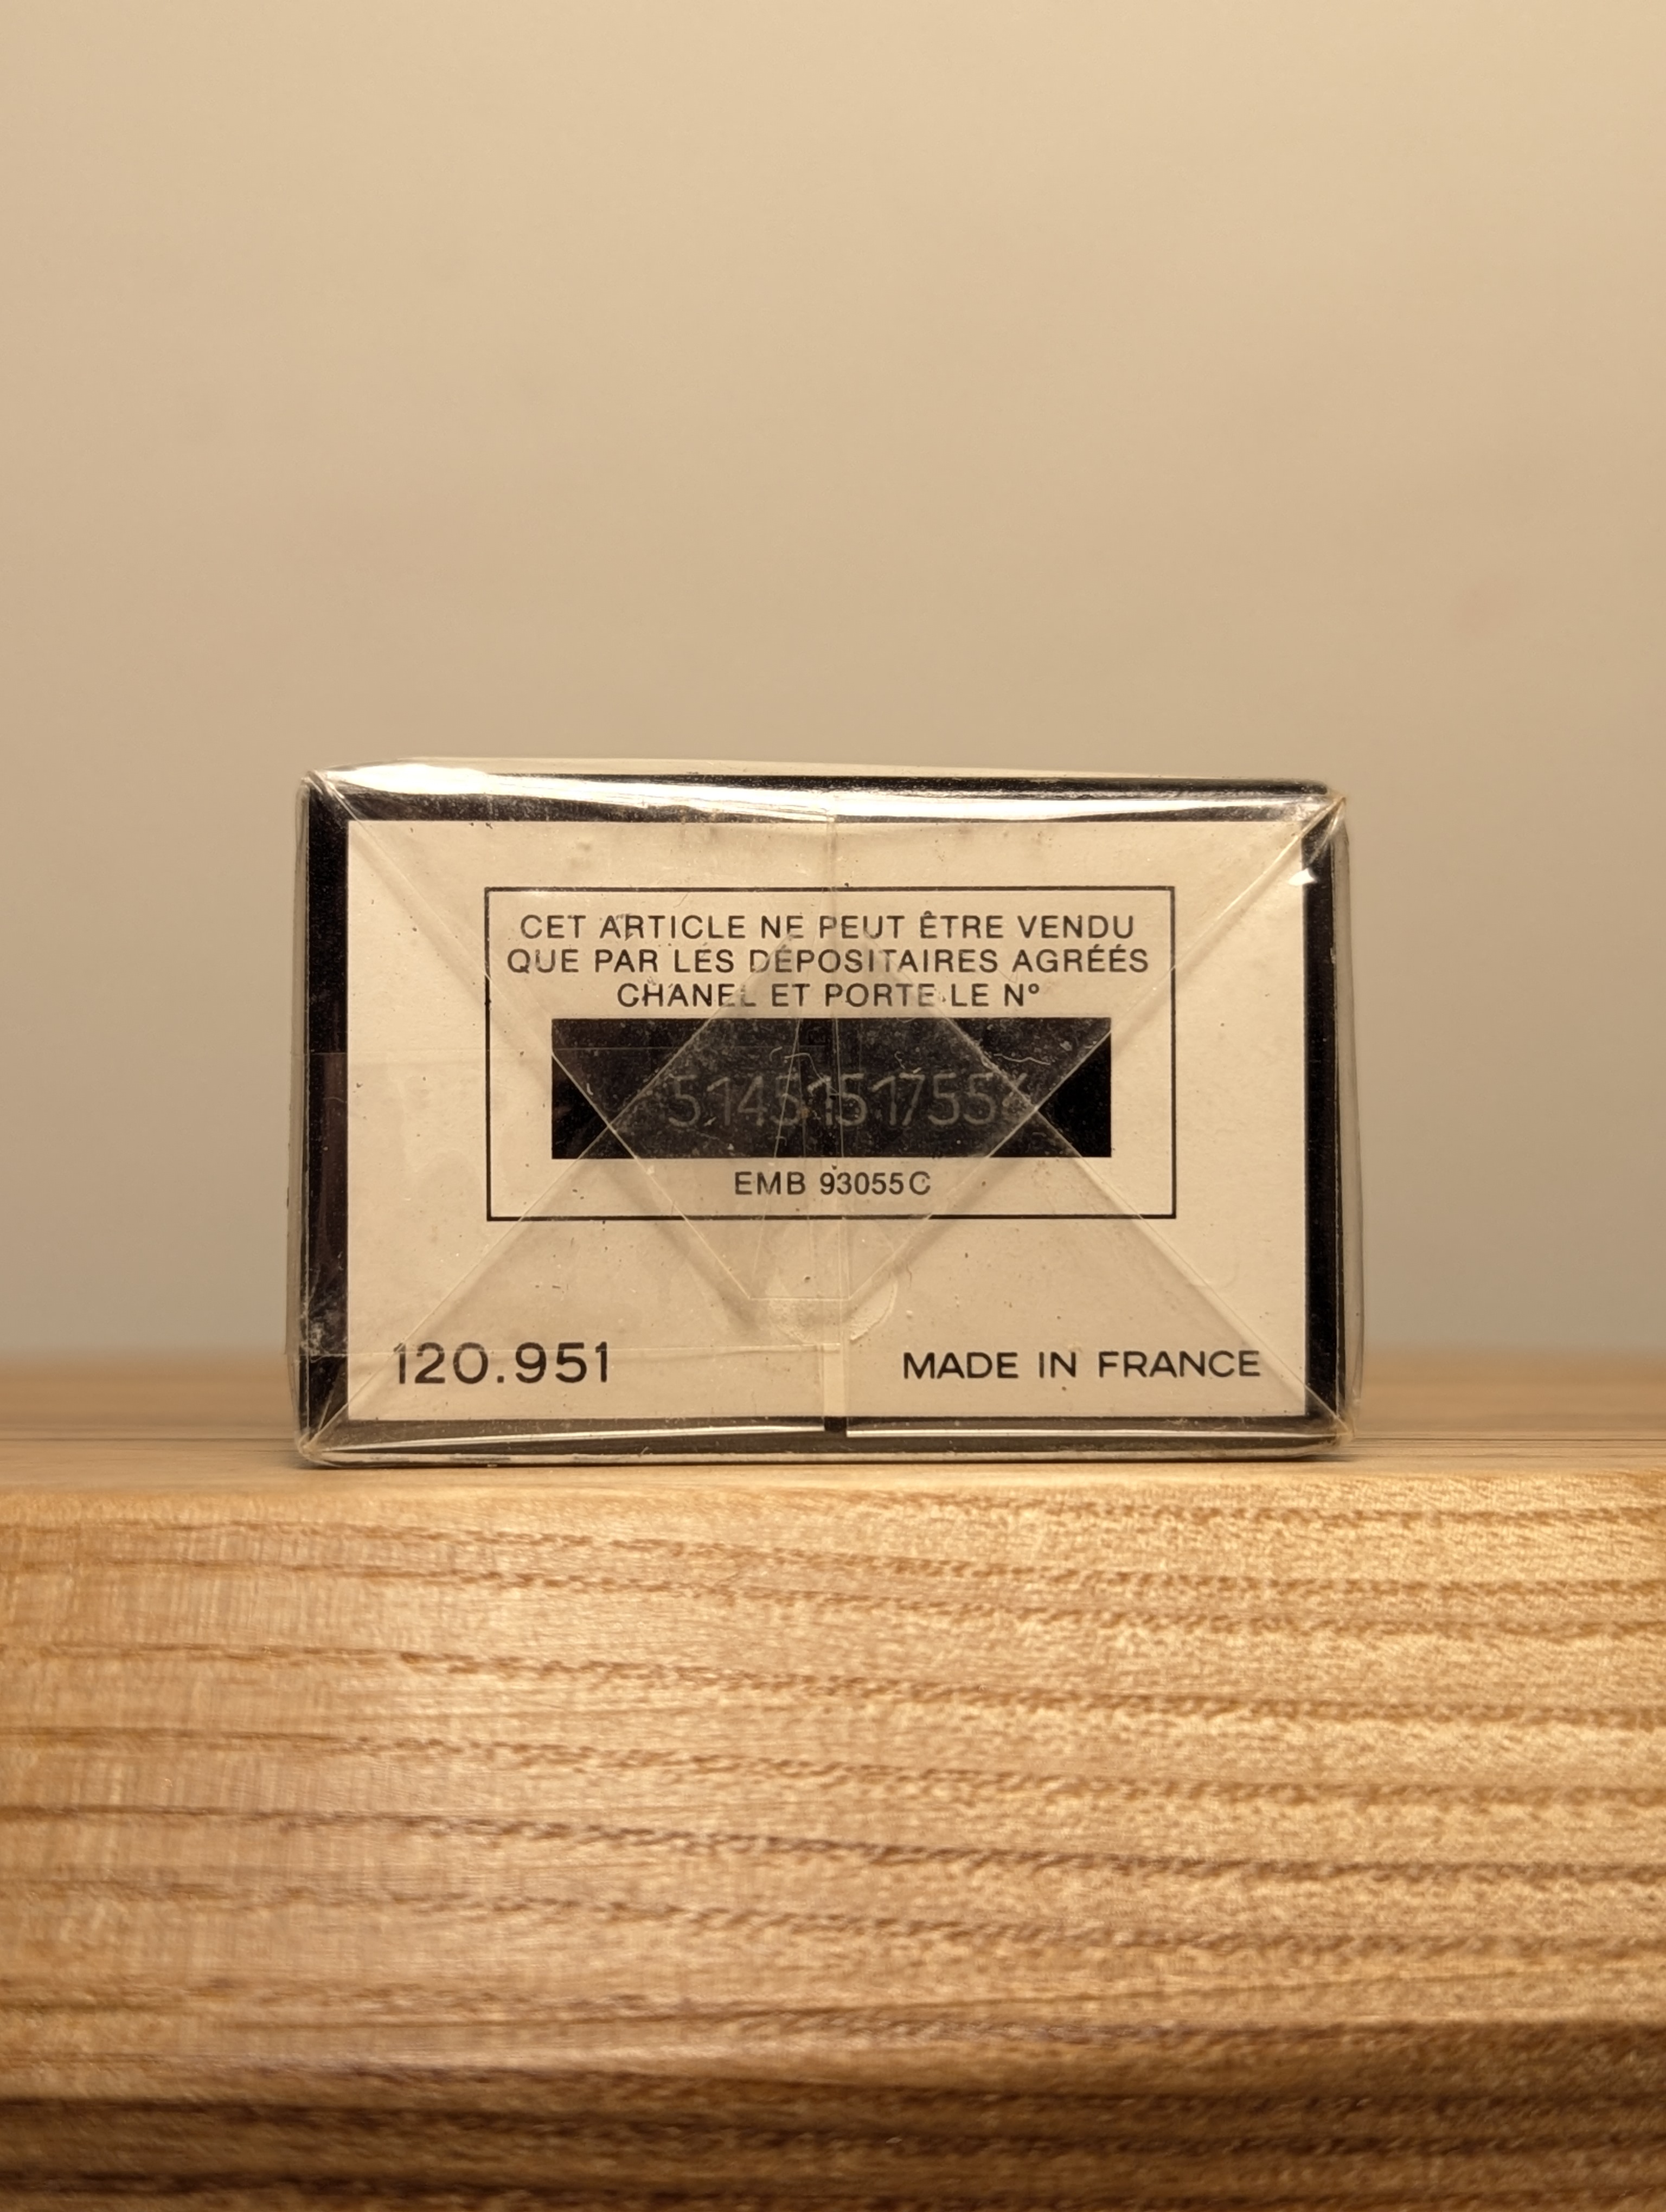 CET ARTICLE NE PEUT ÊTRE VENDU
QUE PAR LES DÉPOSITAIRES AGRÉÉS
CHANEL ET PORTE LE Nº
EMB 93055C
120.951
MADE IN FRANCE